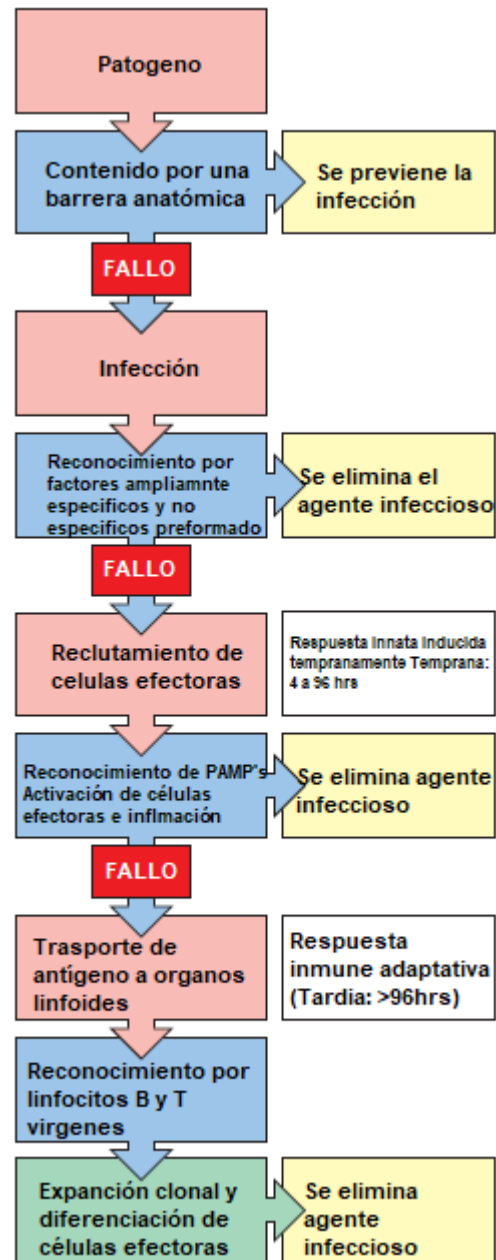 Patogeno
Contenido por una
barrera anatómica
Se previene la
infección
FALLO
Infección
Reconocimiento por
factores ampliamnte
especificos y no
especificos preformado
Se elimina el
agente infeccioso
FALLO
Reclutamiento de
celulas efectoras
Respuesta Innata Inducida
tempranamente Temprana:
4 a 96 hrs
Reconocimiento de PAMP's
Activación de células
efectoras e inflmación
Se elimina agente
infeccioso
FALLO
Trasporte de
antígeno a organos
linfoides
Respuesta
inmune adaptativa
(Tardia: >96hrs)
Reconocimiento por
linfocitos B y T
virgenes
Expanción clonal y
diferenciación de
células efectoras
Se elimina
agente
infeccioso